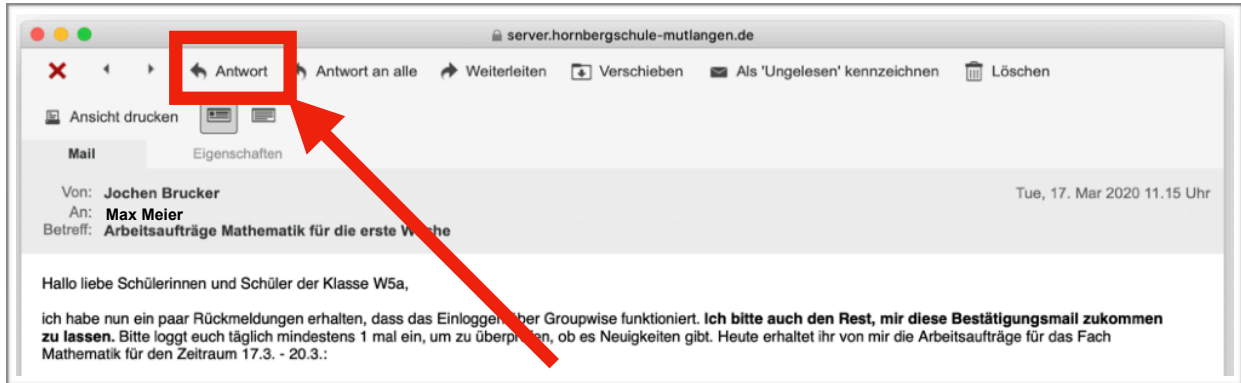 server.hornbergschule-mutlangen.de
Antwort Antwort an alle Weiterleiten Verschieben Als 'Ungelesen' kennzeichnen Löschen
Ansicht drucken
Mail Eigenschaften
Von: Jochen Brucker Tue, 17. Mar 2020 11.15 Uhr
An: Max Meier
Betreff: Arbeitsaufträge Mathematik für die erste
Hallo liebe Schülerinnen und Schüler der Klasse W5a,
ich habe nun ein paar Rückmeldungen erhalten, dass das Einloggen über Groupwise funktioniert. Ich bitte auch den Rest, mir diese Bestätigungsmail zukommen
zu lassen. Bitte loggt euch täglich mindestens 1 mal ein, um zu überprüfen, ob es Neuigkeiten gibt. Heute erhaltet ihr von mir die Arbeitsaufträge für das Fach
Mathematik für den Zeitraum 17.3. - 20.3.: